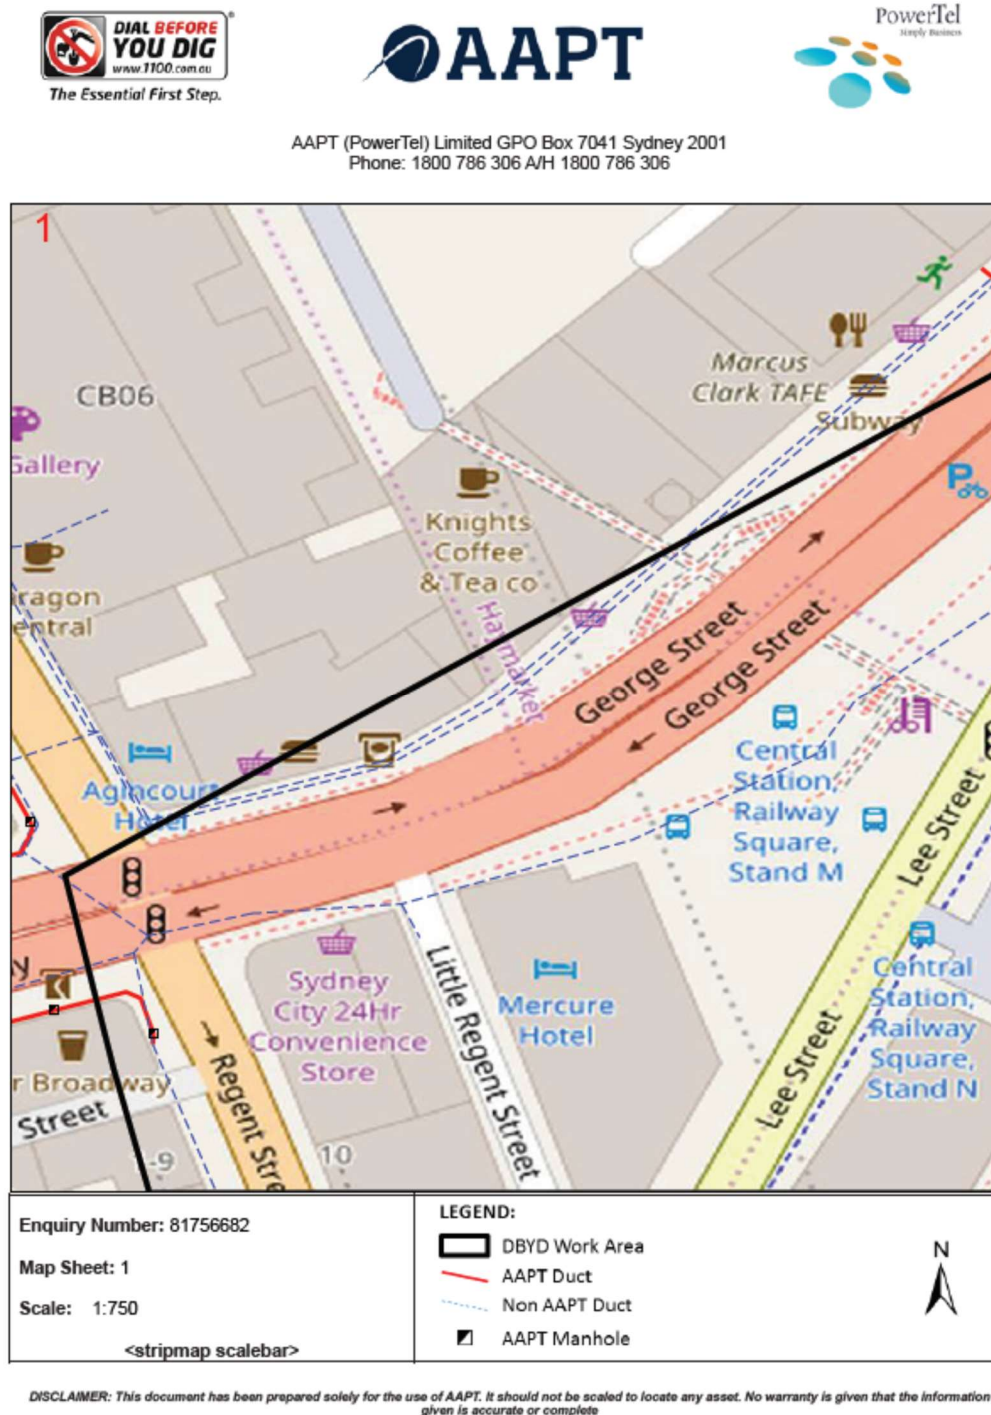 DIAL BEFORE
YOU DIG
www.1100.com.au
The Essential First Step.
AAPT
PowerTel
Simply Business
AAPT (PowerTel) Limited GPO Box 7041 Sydney 2001
Phone: 1800 786 306 A/H 1800 786 306
1
Marcus
Clark TAFE
Subway
CB06
Gallery
Knights
Coffee
& Tea co
ragon
entral
Haymarket
George Street
George Street
Central
Station,
Railway
Square,
Stand M
Agincourt
Hotel
Lee Street
y
Sydney
City 24Hr
Convenience
Store
Little Regent Street
Mercure
Hotel
Central
Station,
Railway
Square,
Stand N
Lee Street
r Broadway
Street
Regent Stre
-9
10
Enquiry Number: 81756682
Map Sheet: 1
Scale: 1:750
<stripmap scalebar>
LEGEND:
DBYD Work Area
AAPT Duct
Non AAPT Duct
AAPT Manhole
N
DISCLAIMER: This document has been prepared solely for the use of AAPT. It should not be scaled to locate any asset. No warranty is given that the information
given is accurate or complete